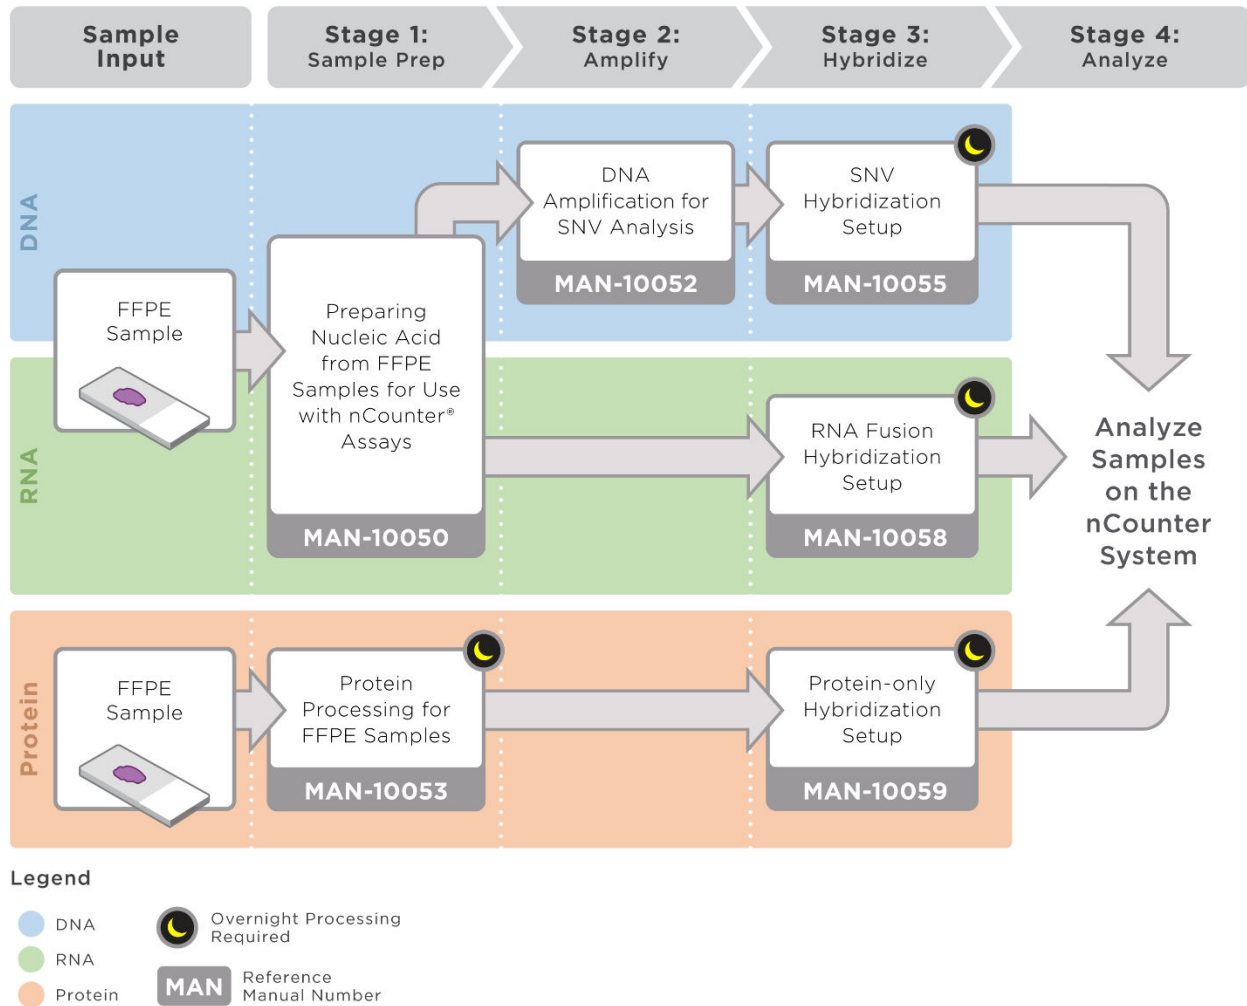 Sample
Input
Stage 1:
Sample Prep
Stage 2:
Amplify
Stage 3:
Hybridize
Stage 4:
Analyze
DNA
DNA
Amplification for
SNV Analysis
MAN-10052
SNV
Hybridization
Setup
MAN-10055
FFPE
Sample
Preparing
Nucleic Acid
from FFPE
Samples for Use
with nCounter®
Assays
MAN-10050
RNA
RNA Fusion
Hybridization
Setup
MAN-10058
Analyze
Samples
on the
nCounter
System
Protein
FFPE
Sample
Protein
Processing for
FFPE Samples
MAN-10053
Protein-only
Hybridization
Setup
MAN-10059
Legend
DNA
RNA
Protein
Overnight Processing
Required
MAN
Reference
Manual Number